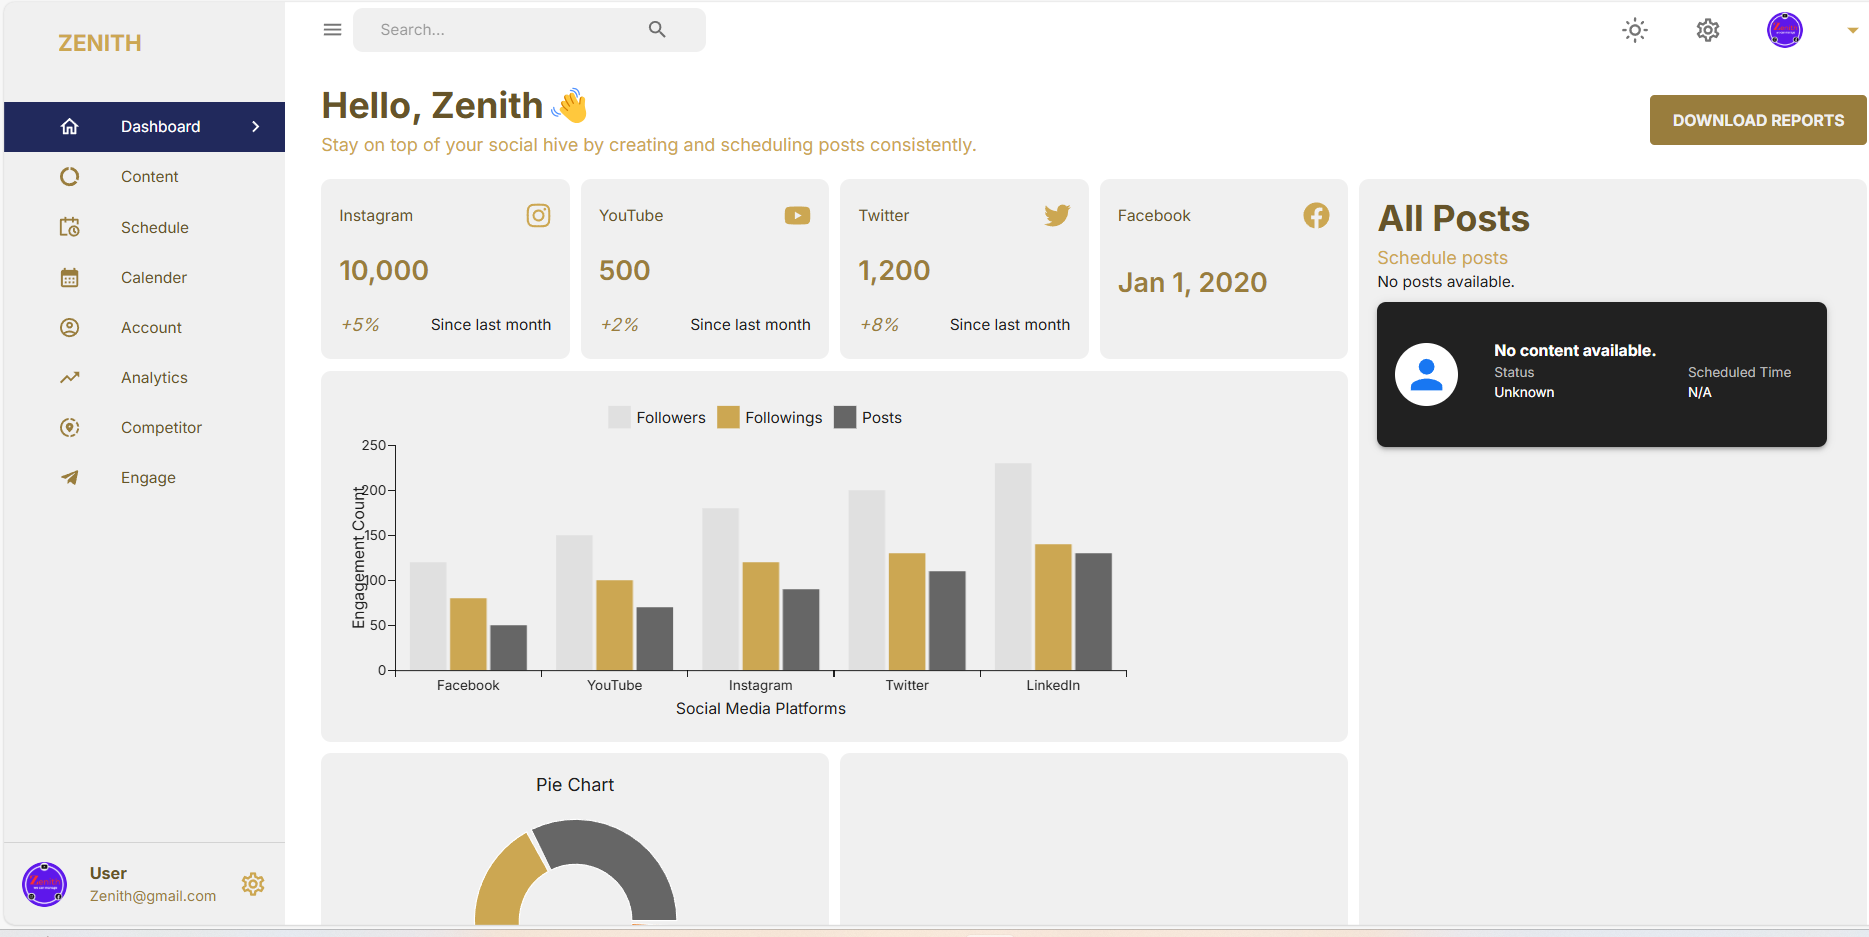 ZENITH
Search...
Dashboard
Content
Schedule
Calender
Account
Analytics
Competitor
Engage
User
Zenith@gmail.com
Hello, Zenith 👋
Stay on top of your social hive by creating and scheduling posts consistently.
DOWNLOAD REPORTS
Instagram
10,000
+5% Since last month
YouTube
500
+2% Since last month
Twitter
1,200
+8% Since last month
Facebook
Jan 1, 2020
Followers Followings Posts
Engagement Count
250
200
150
100
50
0
Facebook YouTube Instagram Twitter LinkedIn
Social Media Platforms
Pie Chart
All Posts
Schedule posts
No posts available.
No content available.
Status Scheduled Time
Unknown N/A